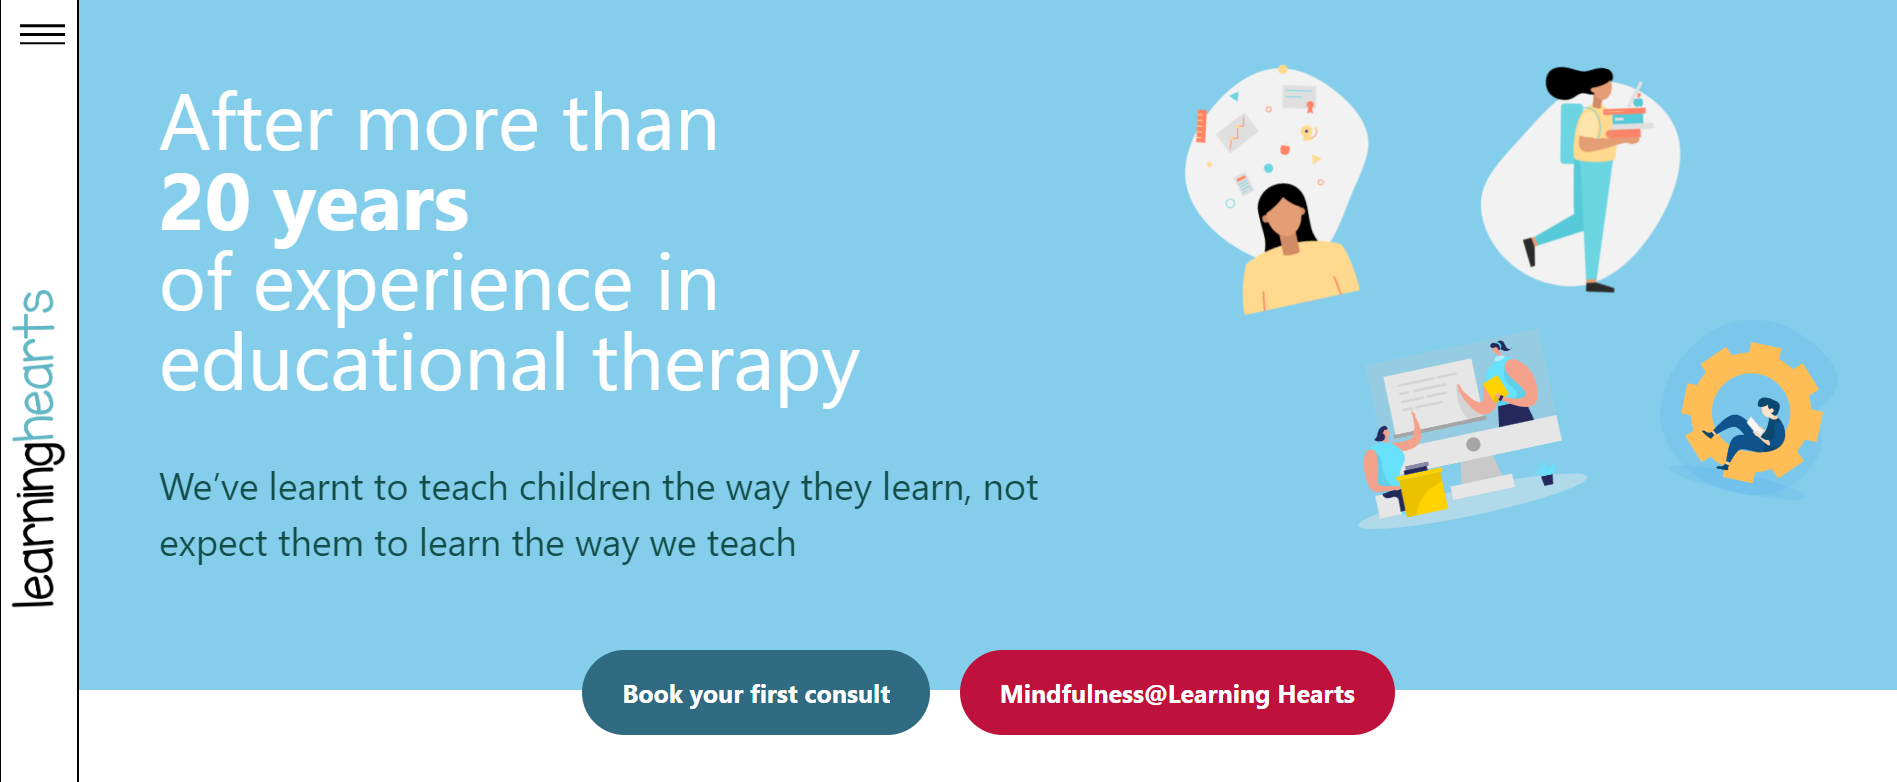 learninghearts
After more than
20 years
of experience in
educational therapy
We’ve learnt to teach children the way they learn, not
expect them to learn the way we teach
Book your first consult
Mindfulness@Learning Hearts